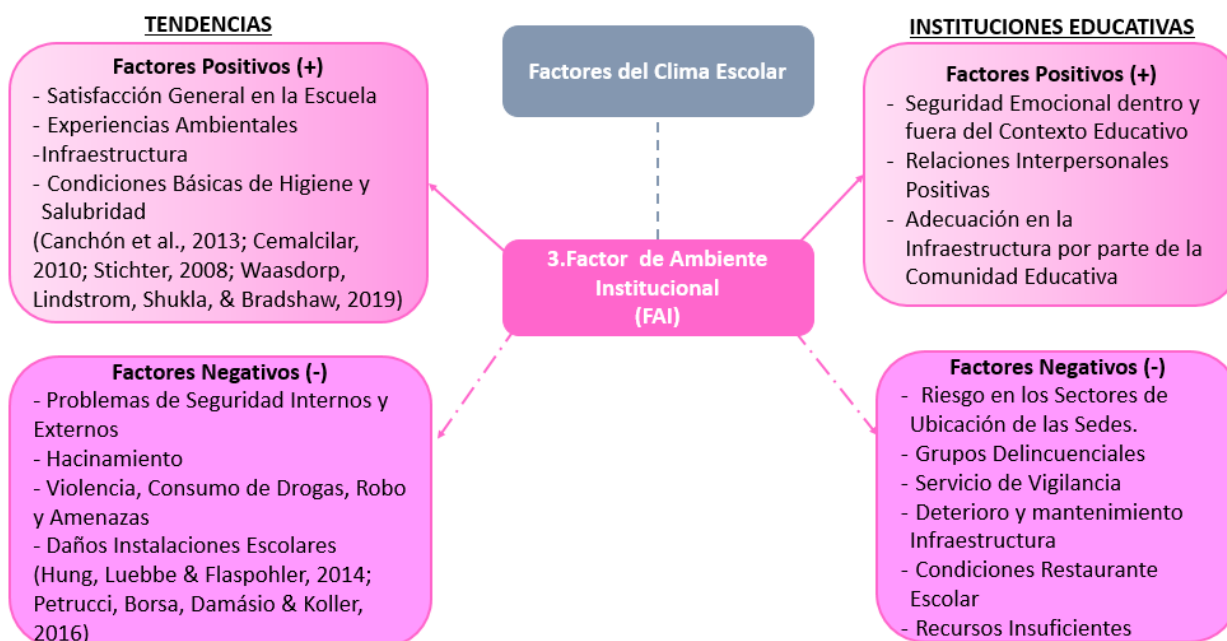 TENDENCIAS
Factores Positivos (+)
- Satisfacción General en la Escuela
- Experiencias Ambientales
-Infraestructura
- Condiciones Básicas de Higiene y
Salubridad
(Canchón et al., 2013; Cemalcilar,
2010; Stichter, 2008; Waasdorp,
Lindstrom, Shukla, & Bradshaw, 2019)
Factores Negativos (-)
- Problemas de Seguridad Internos y
Externos
- Hacinamiento
- Violencia, Consumo de Drogas, Robo
y Amenazas
- Daños Instalaciones Escolares
(Hung, Luebbe & Flaspohler, 2014;
Petrucci, Borsa, Damásio & Koller,
2016)
Factores del Clima Escolar
3.Factor de Ambiente
Institucional
(FAI)
INSTITUCIONES EDUCATIVAS
Factores Positivos (+)
- Seguridad Emocional dentro y
fuera del Contexto Educativo
- Relaciones Interpersonales
Positivas
- Adecuación en la
Infraestructura por parte de la
Comunidad Educativa
Factores Negativos (-)
- Riesgo en los Sectores de
Ubicación de las Sedes.
- Grupos Delincuenciales
- Servicio de Vigilancia
- Deterioro y mantenimiento
Infraestructura
- Condiciones Restaurante
Escolar
- Recursos Insuficientes